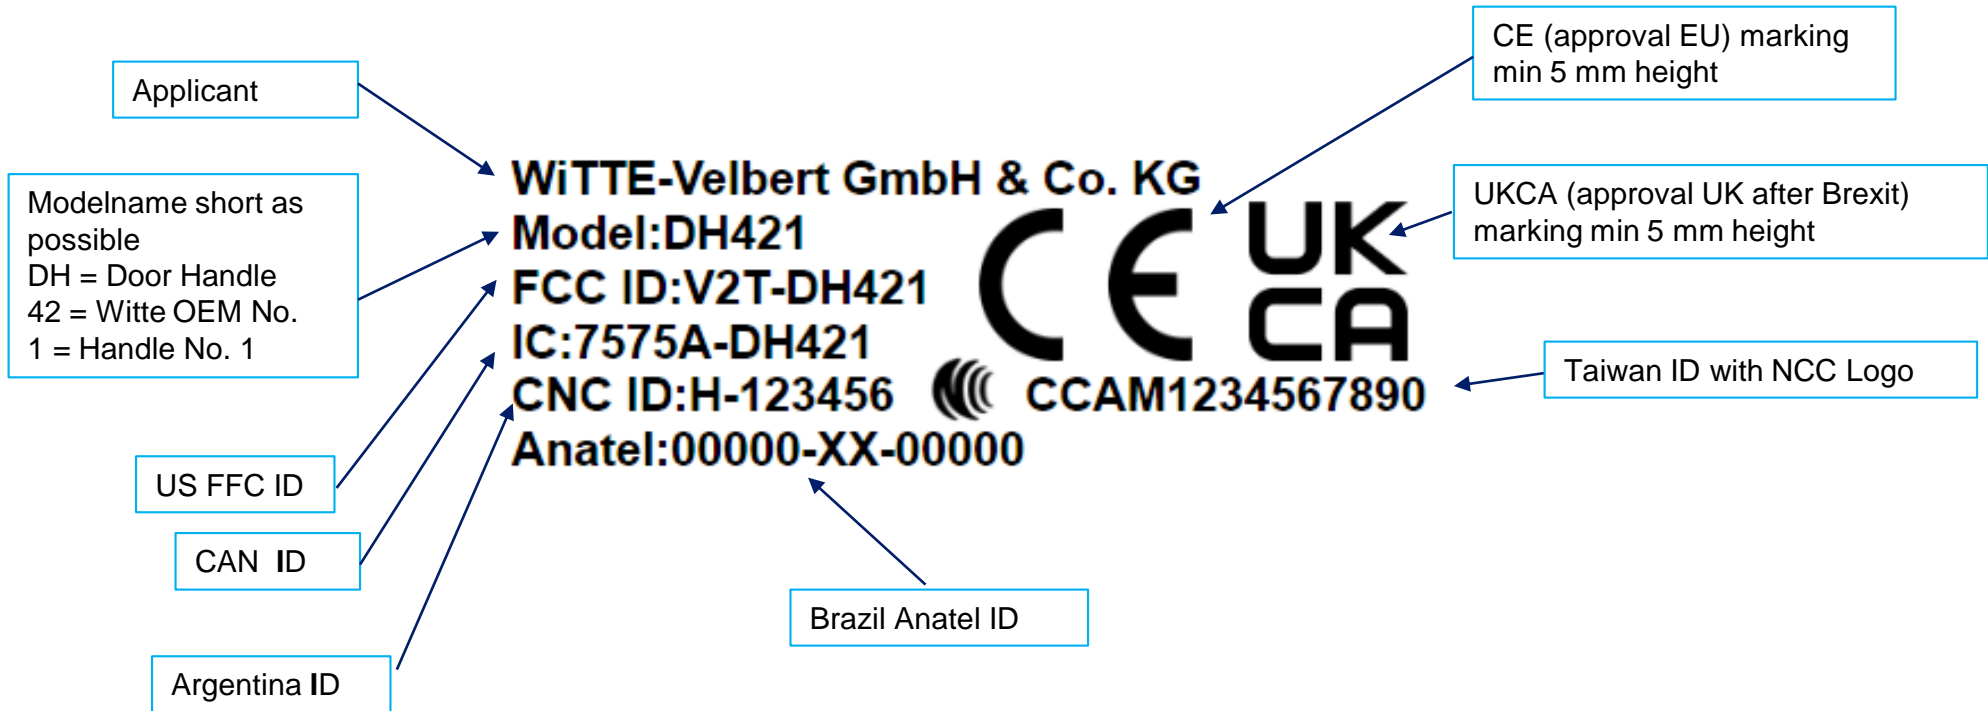 CE (approval EU) marking
min 5 mm height
Applicant
WiTTE-Velbert GmbH & Co. KG
Modelname short as
possible
DH = Door Handle
42 = Witte OEM No.
1 = Handle No. 1
Model:DH421
FCC ID:V2T-DH421
IC:7575A-DH421
CNC ID:H-123456
CCAM1234567890
Anatel:00000-XX-00000
CE
UK
CA
UKCA (approval UK after Brexit)
marking min 5 mm height
Taiwan ID with NCC Logo
US FFC ID
CAN ID
Brazil Anatel ID
Argentina ID